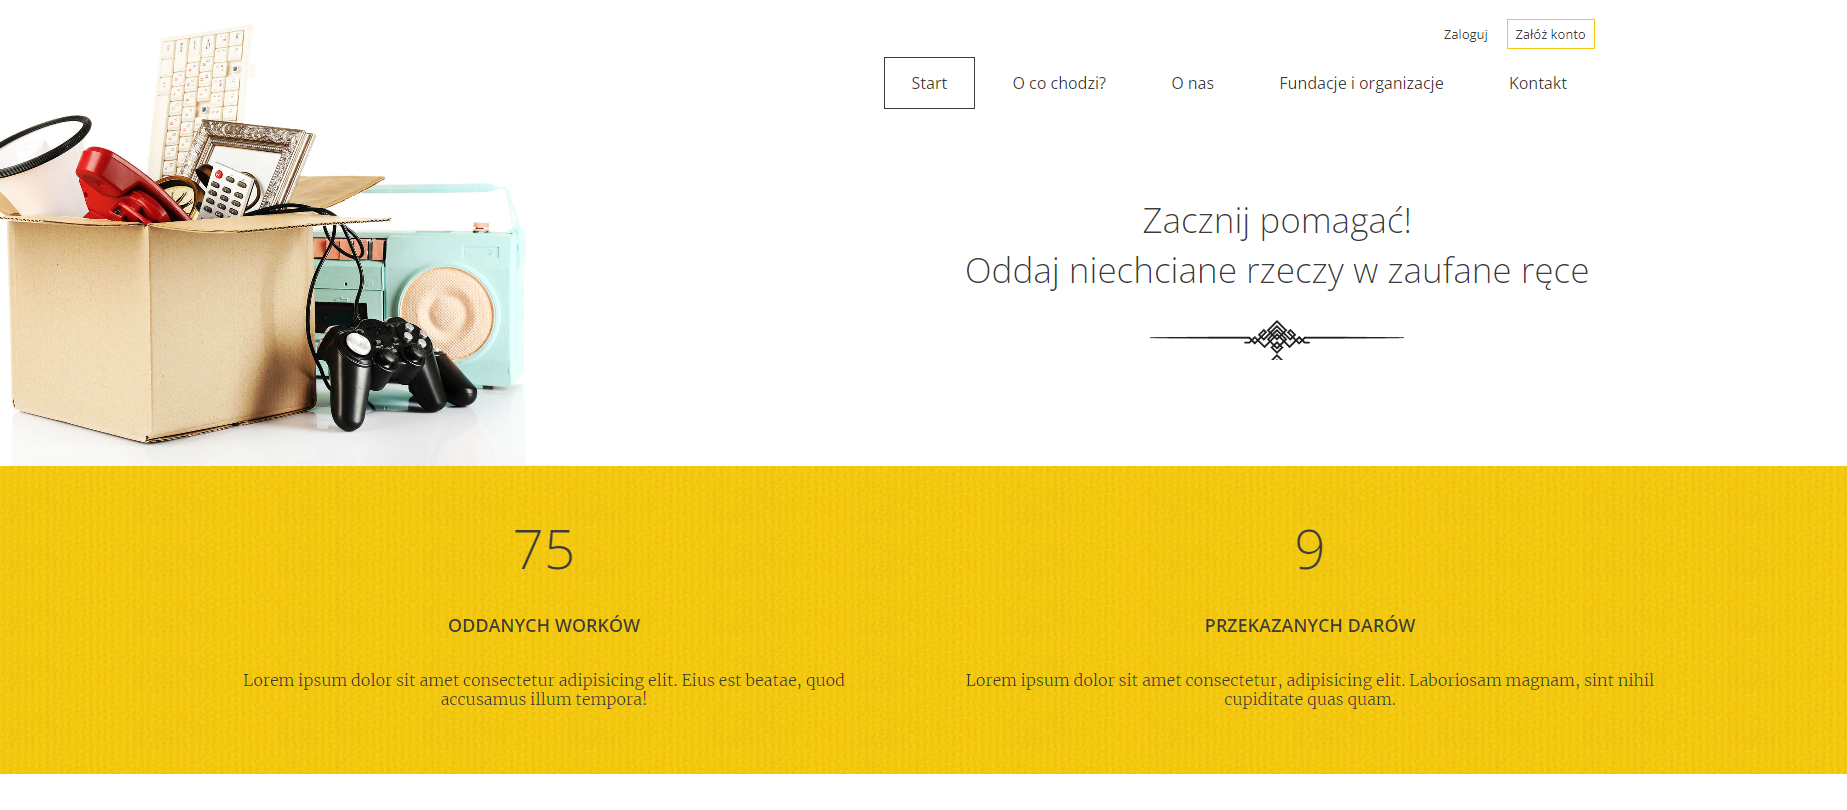 Zaloguj
Załóż konto
Start
O co chodzi?
O nas
Fundacje i organizacje
Kontakt
Zacznij pomagać!
Oddaj niechciane rzeczy w zaufane ręce
75
ODDANYCH WORKÓW
Lorem ipsum dolor sit amet consectetur adipisicing elit. Eius est beatae, quod
accusamus illum tempora!
9
PRZEKAZANYCH DARÓW
Lorem ipsum dolor sit amet consectetur, adipisicing elit. Laboriosam magnam, sint nihil
cupiditate quas quam.